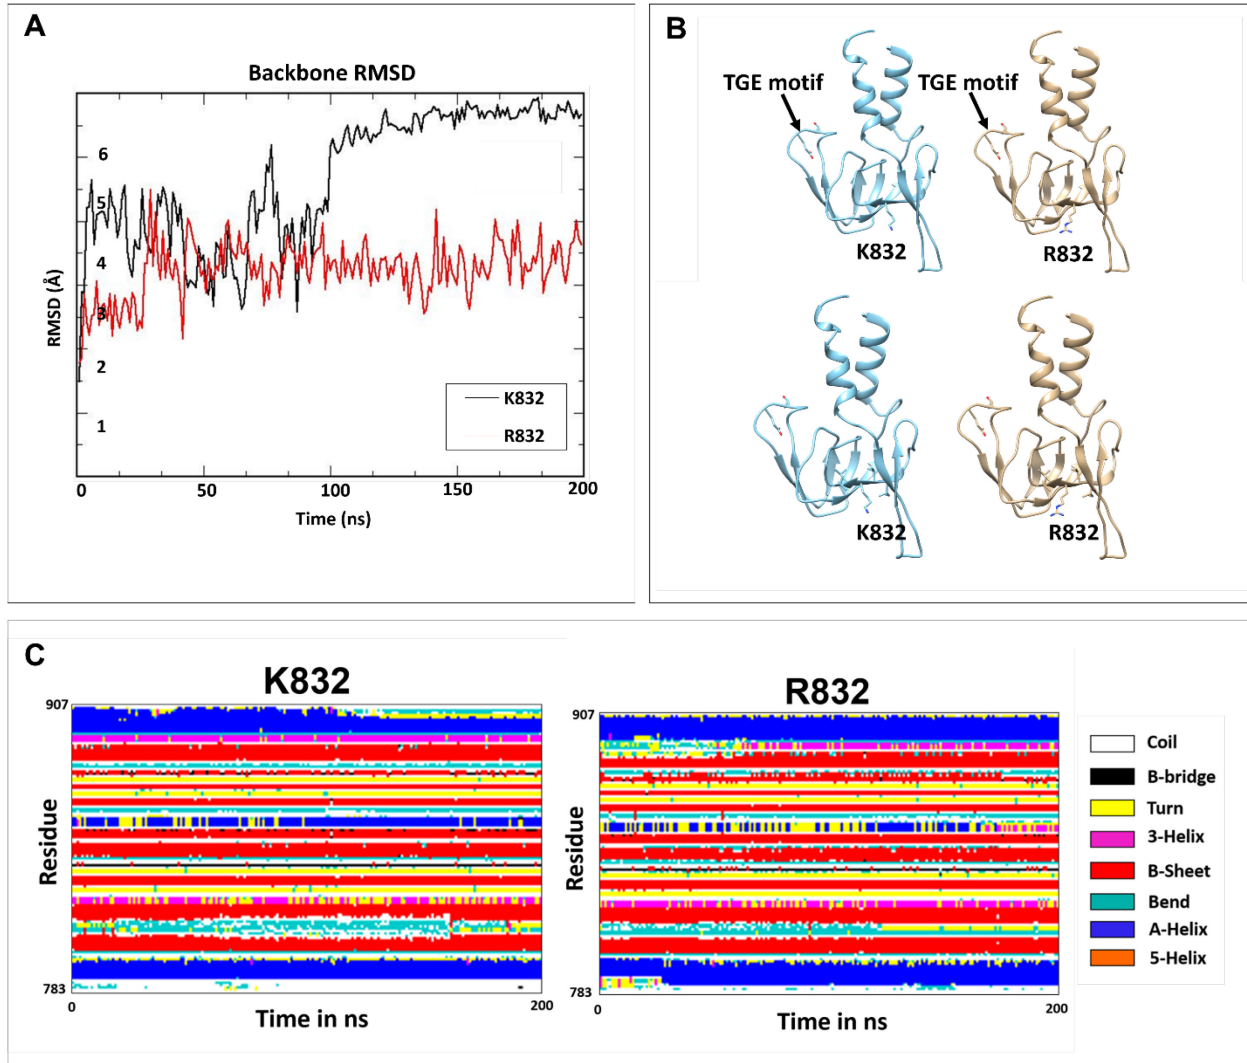 A
Backbone RMSD
RMSD (Å)
6
5
4
3
2
1
K832
R832
0 50 100 150 200
Time (ns)
B
TGE motif TGE motif
K832 R832
K832 R832
C
K832
907
Residue
783
0 200
Time in ns
R832
907
Residue
783
0 200
Time in ns
Coil
B-bridge
Turn
3-Helix
B-Sheet
Bend
A-Helix
5-Helix